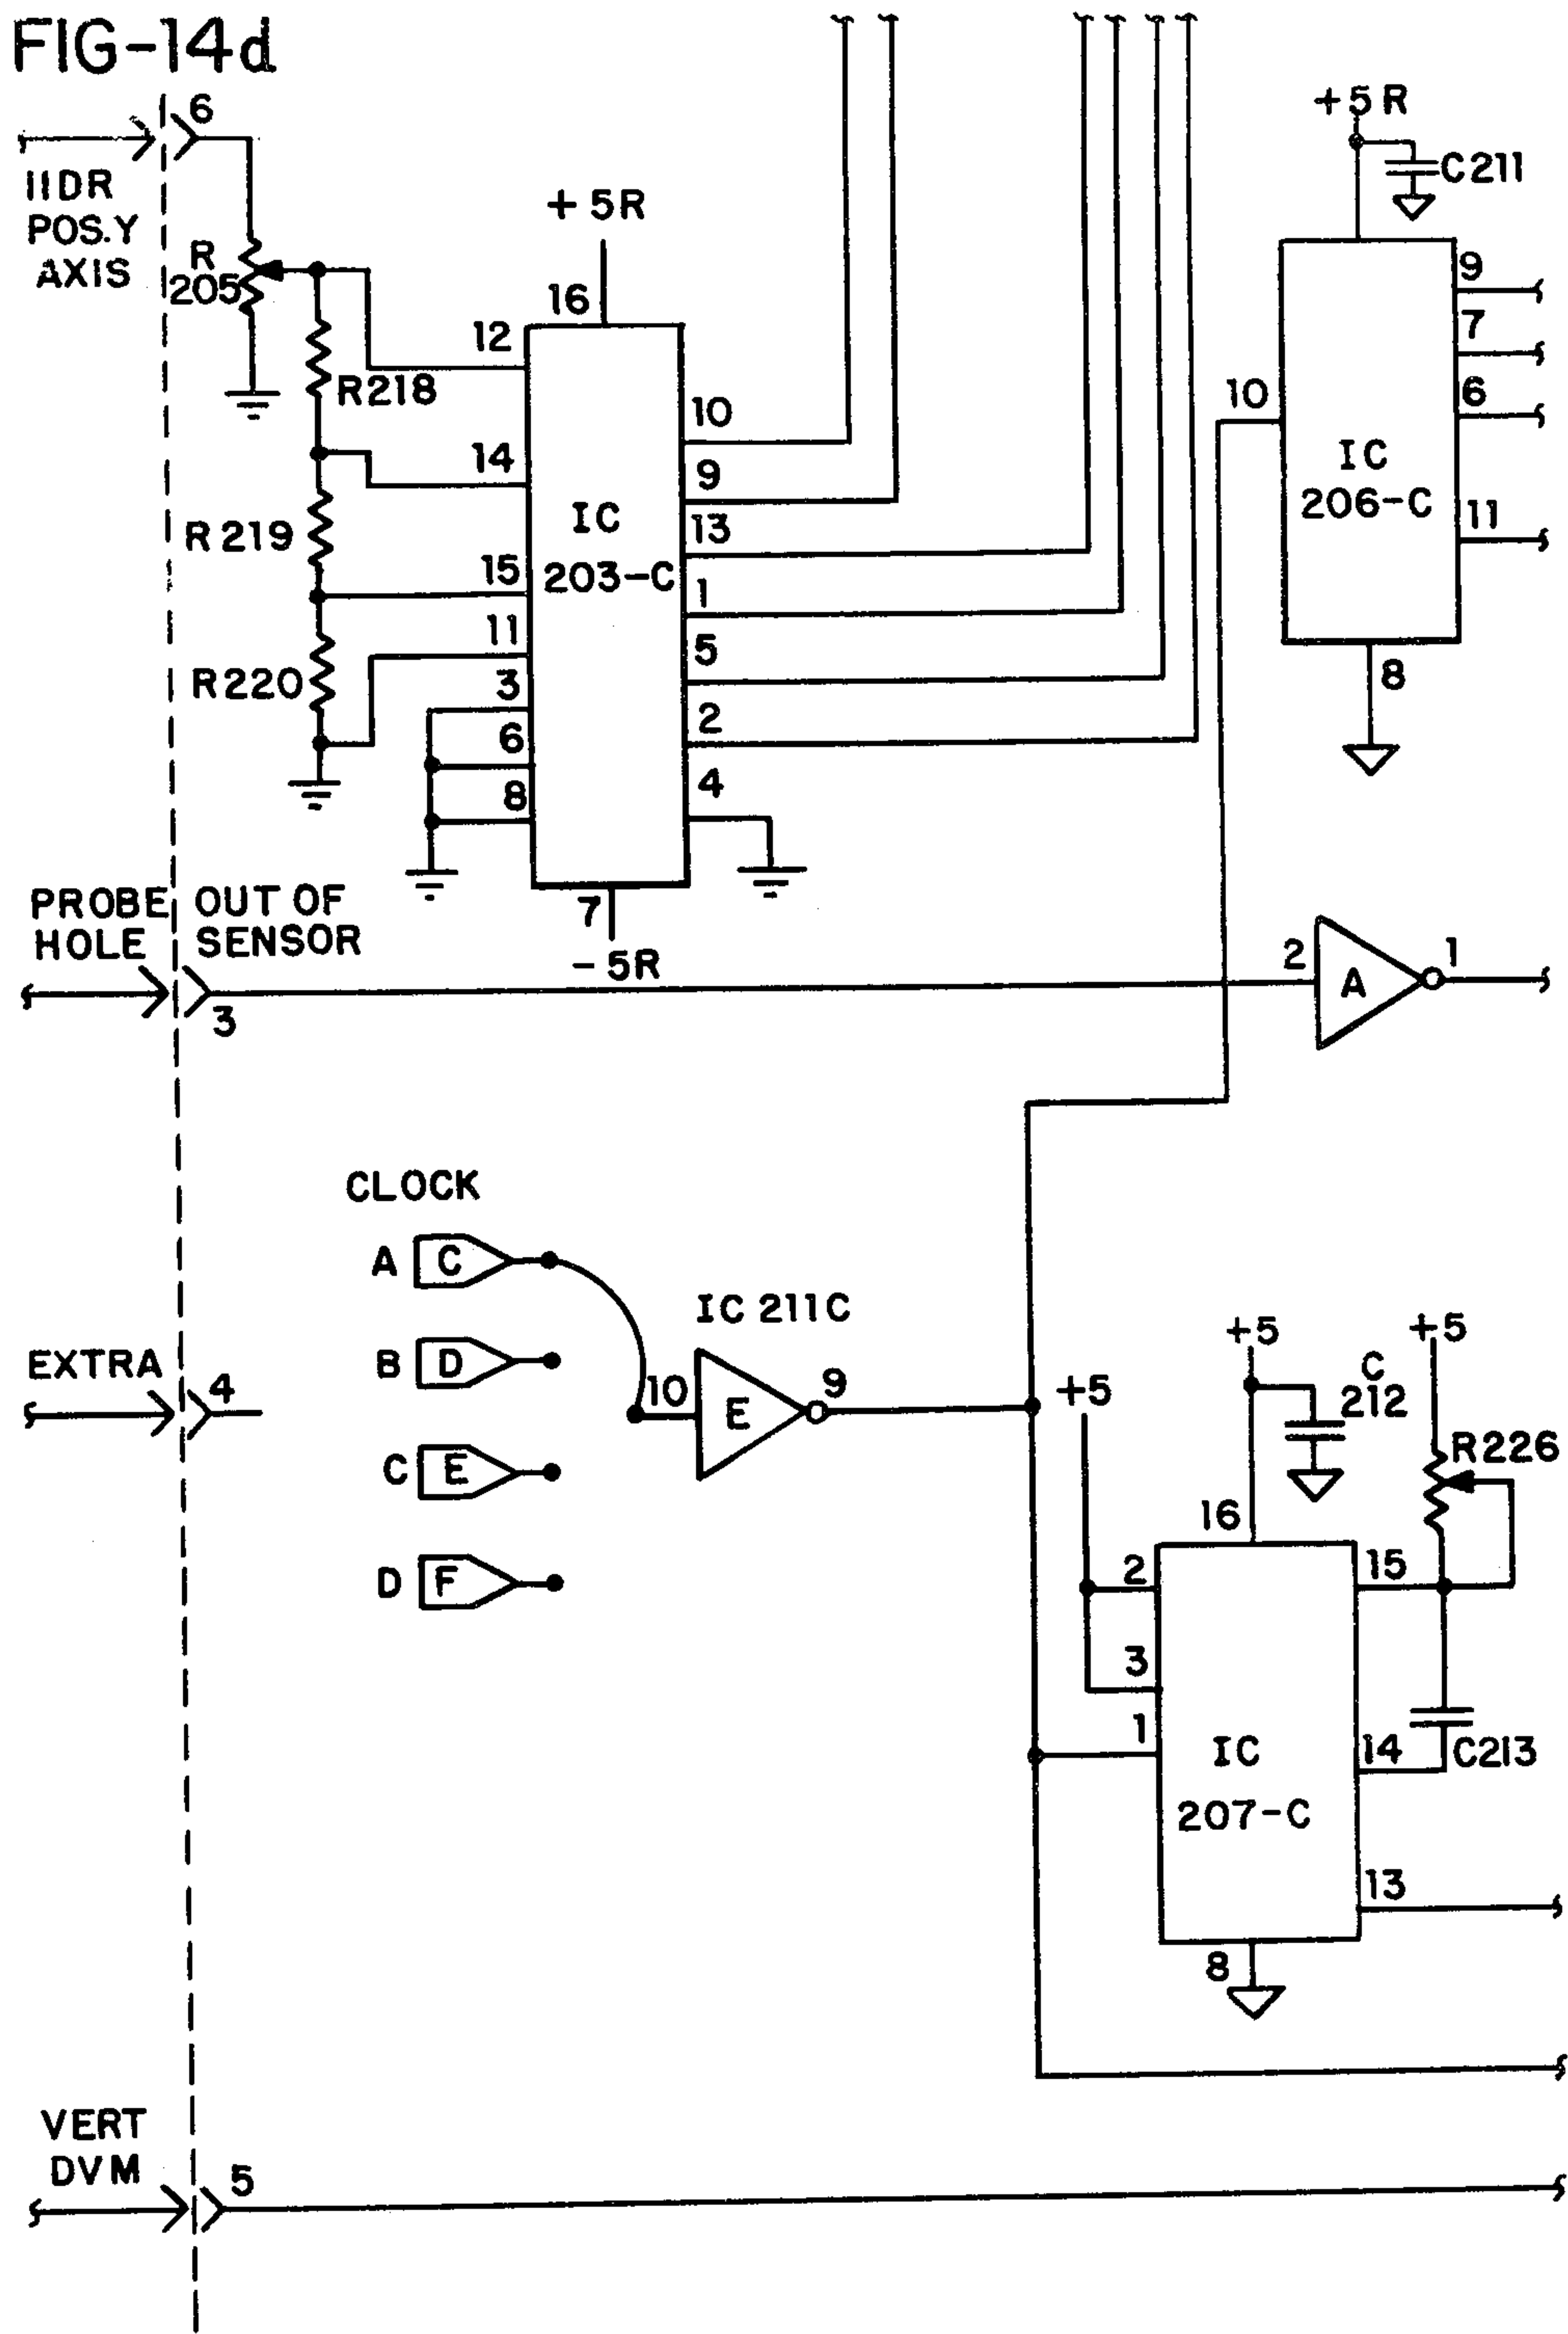 FIG-14d
6
11DR
POS.Y
AXIS
R
205
R218
R219
R220
+5R
16
12
14
15
11
3
6
8
IC
203-C
10
9
13
1
5
2
4
7
-5R
+5R
C211
10
IC
206-C
9
7
6
11
8
PROBE OUT OF
HOLE SENSOR
3
2
A
1
CLOCK
A C
B D
C E
D F
IC 211C
10
E
9
EXTRA
4
+5
+5
C
212
+5
R226
16
2
3
1
IC
207-C
15
14
C213
13
8
VERT
DVM
5